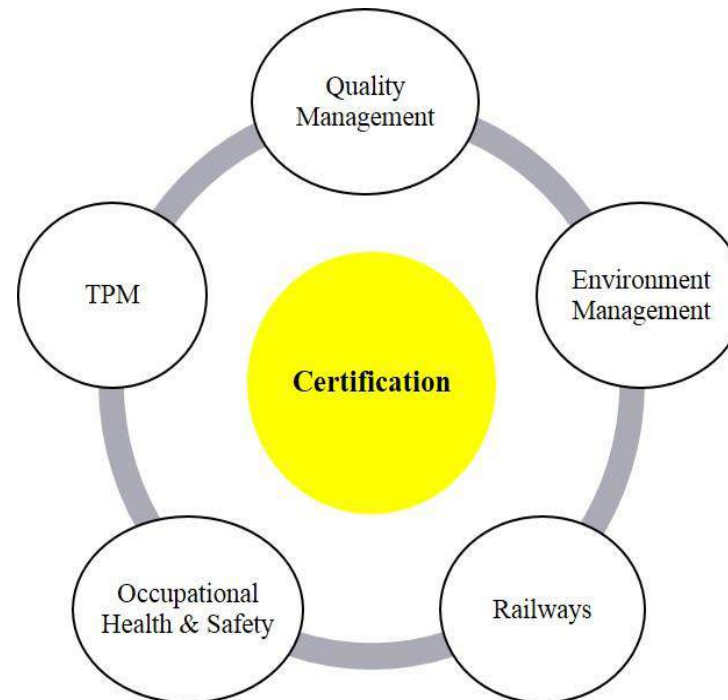 Quality
Management
Environment
Management
TPM
Certification
Occupational
Health & Safety
Railways